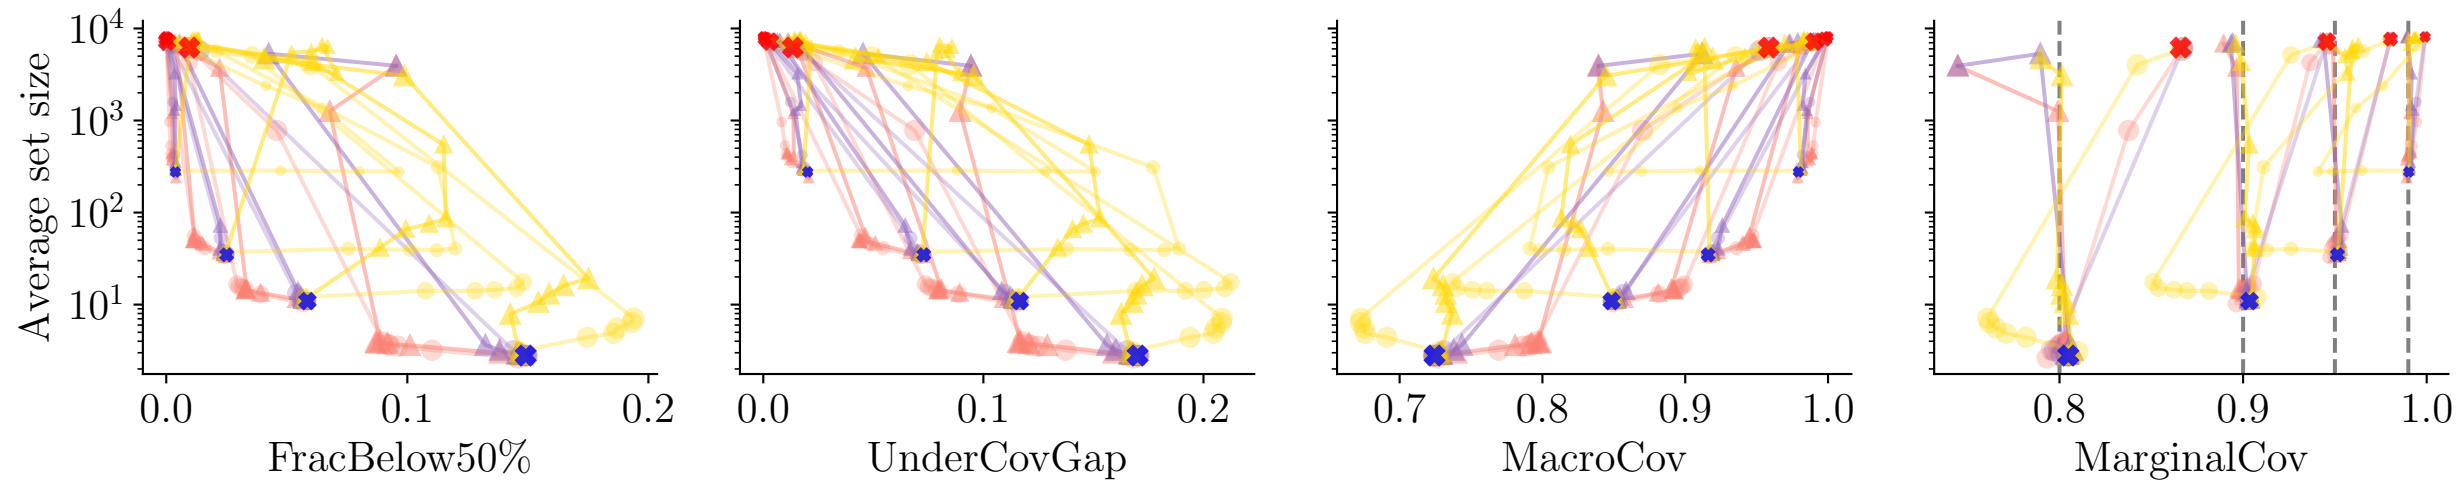 Average set size
10^4
10^3
10^2
10^1
0.0 0.1 0.2
FracBelow50%
0.0 0.1 0.2
UnderCovGap
0.7 0.8 0.9 1.0
MacroCov
0.8 0.9 1.0
MarginalCov